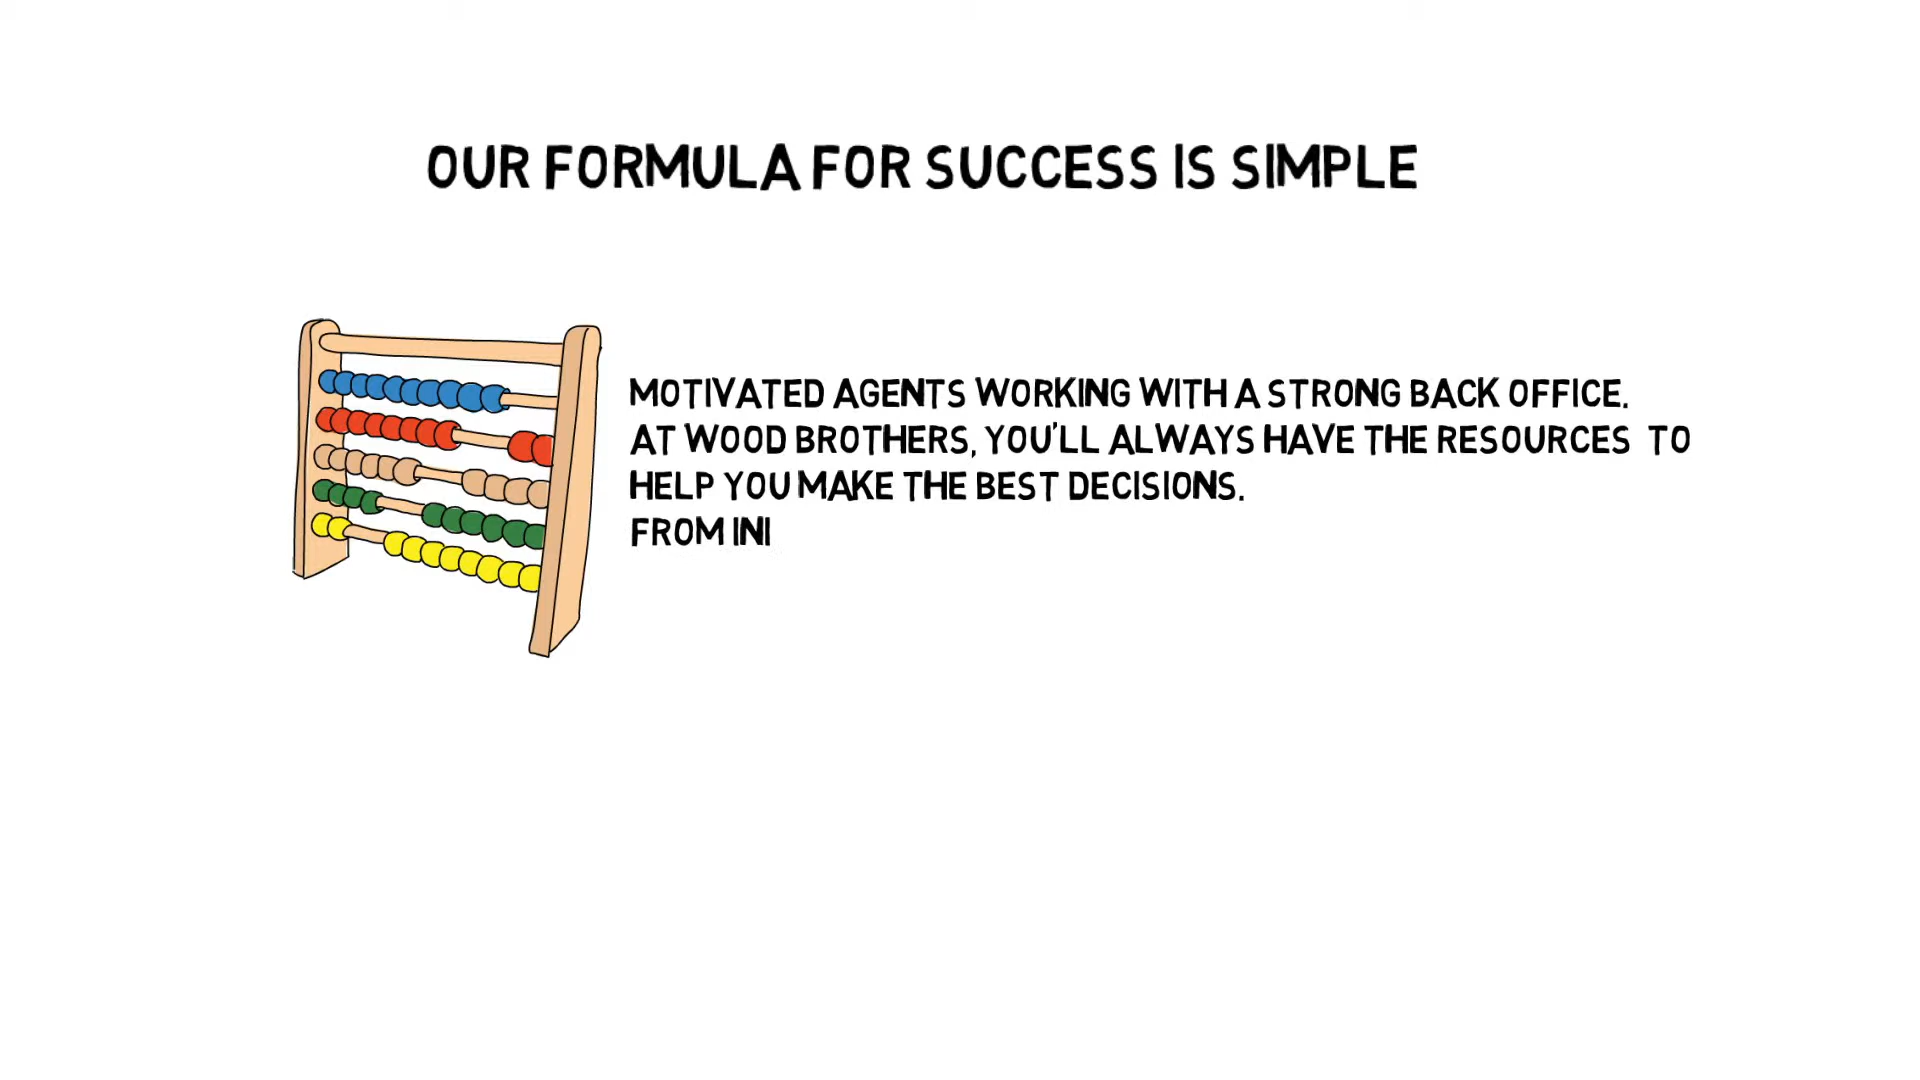 OUR FORMULA FOR SUCCESS IS SIMPLE
MOTIVATED AGENTS WORKING WITH A STRONG BACK OFFICE.
AT WOOD BROTHERS, YOU'LL ALWAYS HAVE THE RESOURCES TO
HELP YOU MAKE THE BEST DECISIONS.
FROM INI